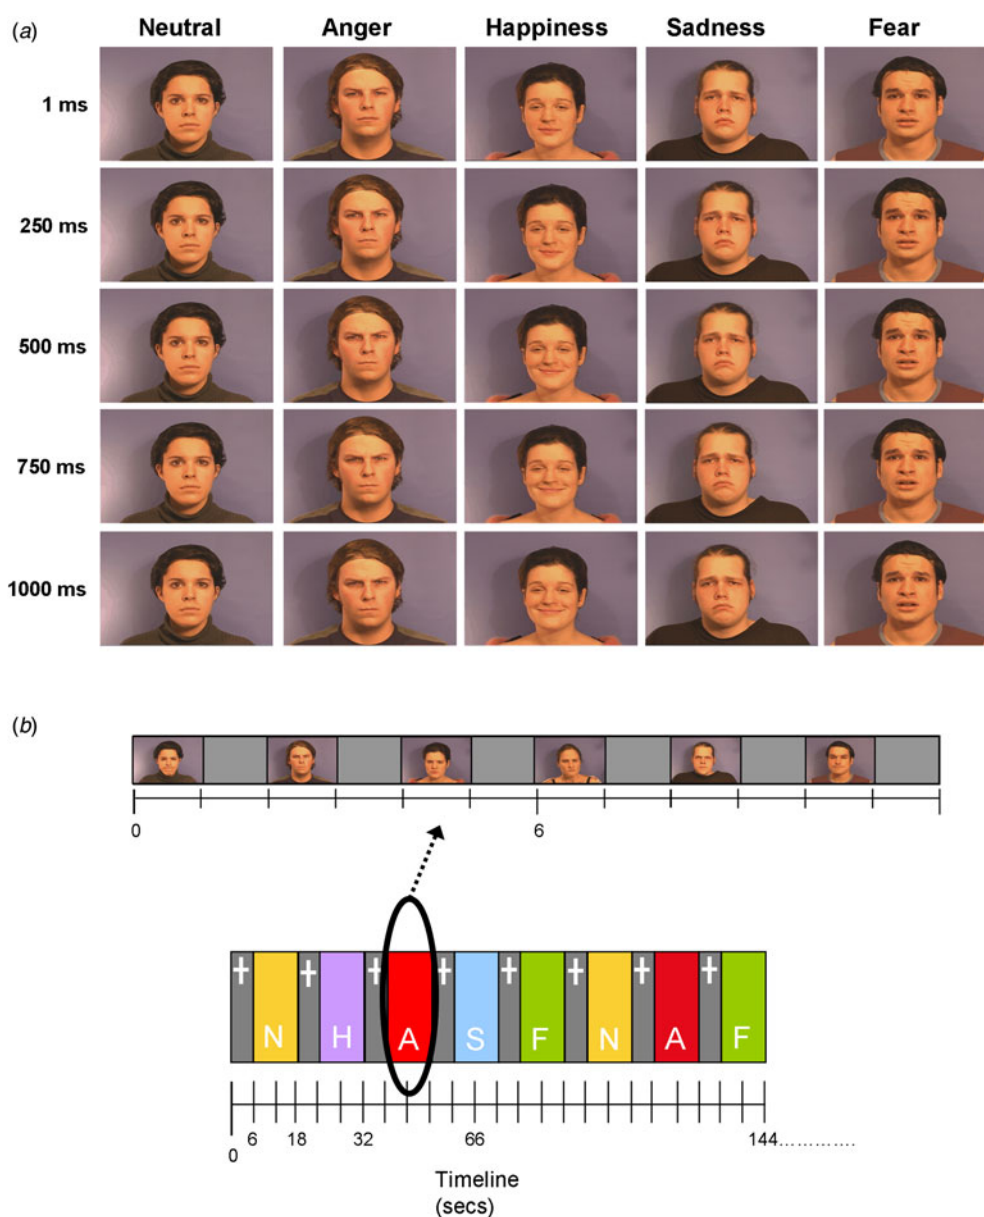 (a)
Neutral Anger Happiness Sadness Fear
1 ms
250 ms
500 ms
750 ms
1000 ms
(b)
0 6
N H A S F N A F
0 6 18 32 66 144.............
Timeline
(secs)